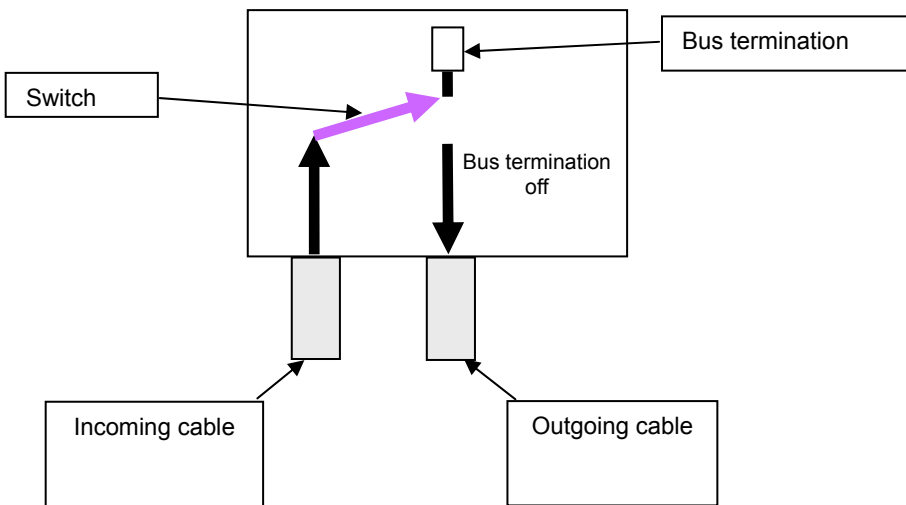 Bus termination
Switch
Bus termination
off
Incoming cable
Outgoing cable